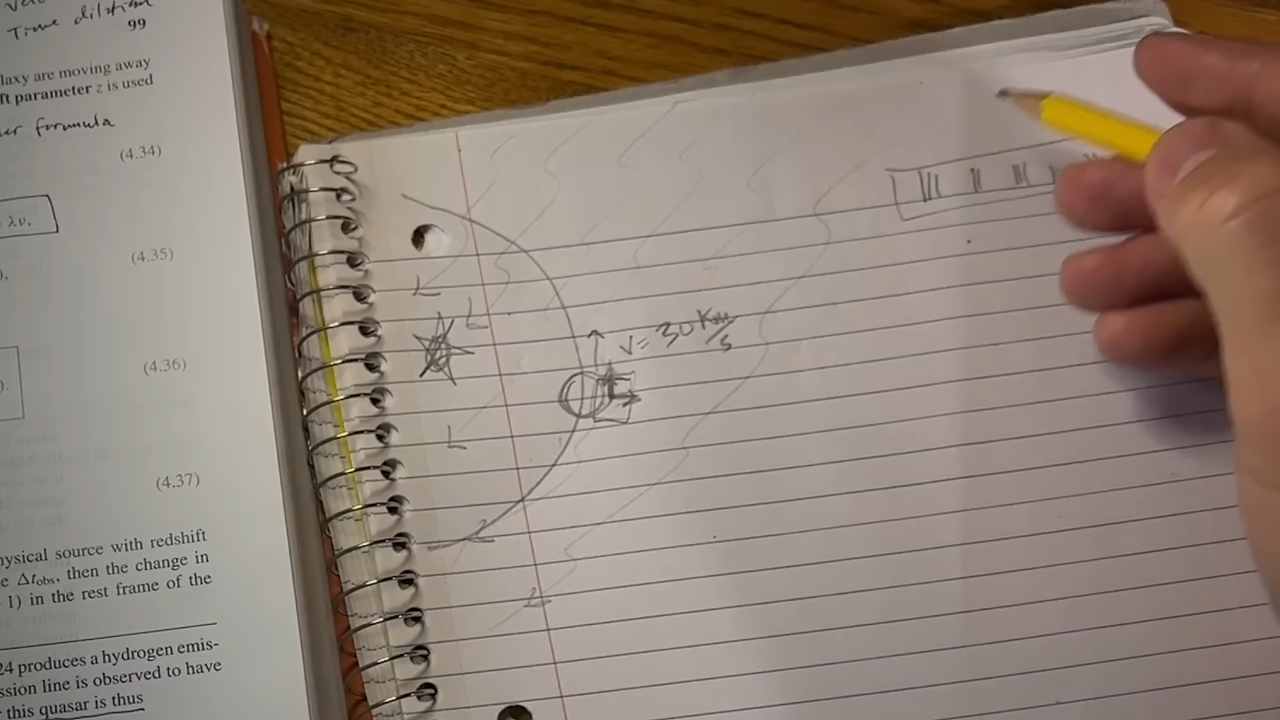 Time dilation
99
laxy are moving away
ft parameter z is used
er formula
(4.34)
= λν.
(4.35)
).
(4.36)
).
(4.37)
hysical source with redshift
e Δtobs, then the change in
1) in the rest frame of the
24 produces a hydrogen emis-
ssion line is observed to have
this quasar is thus
v = 30 Km/s